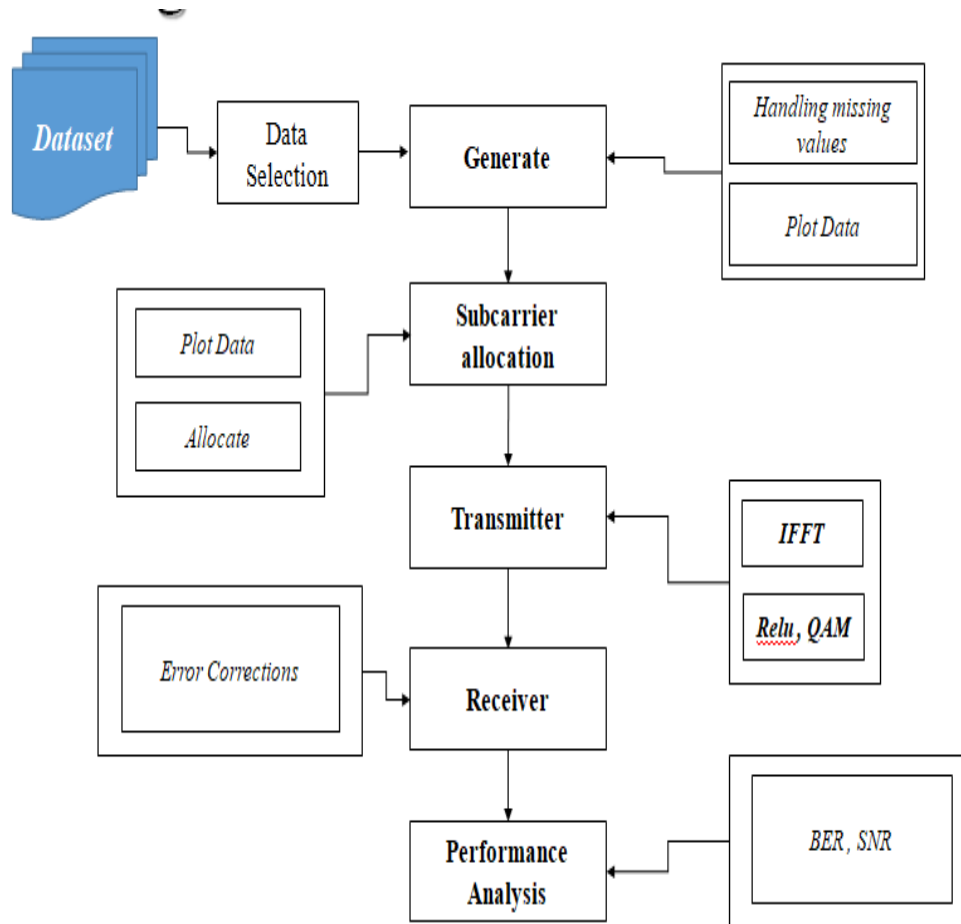 Dataset
Data
Selection
Generate
Handling missing
values
Plot Data
Subcarrier
allocation
Plot Data
Allocate
Transmitter
IFFT
Relu , QAM
Error Corrections
Receiver
Performance
Analysis
BER , SNR